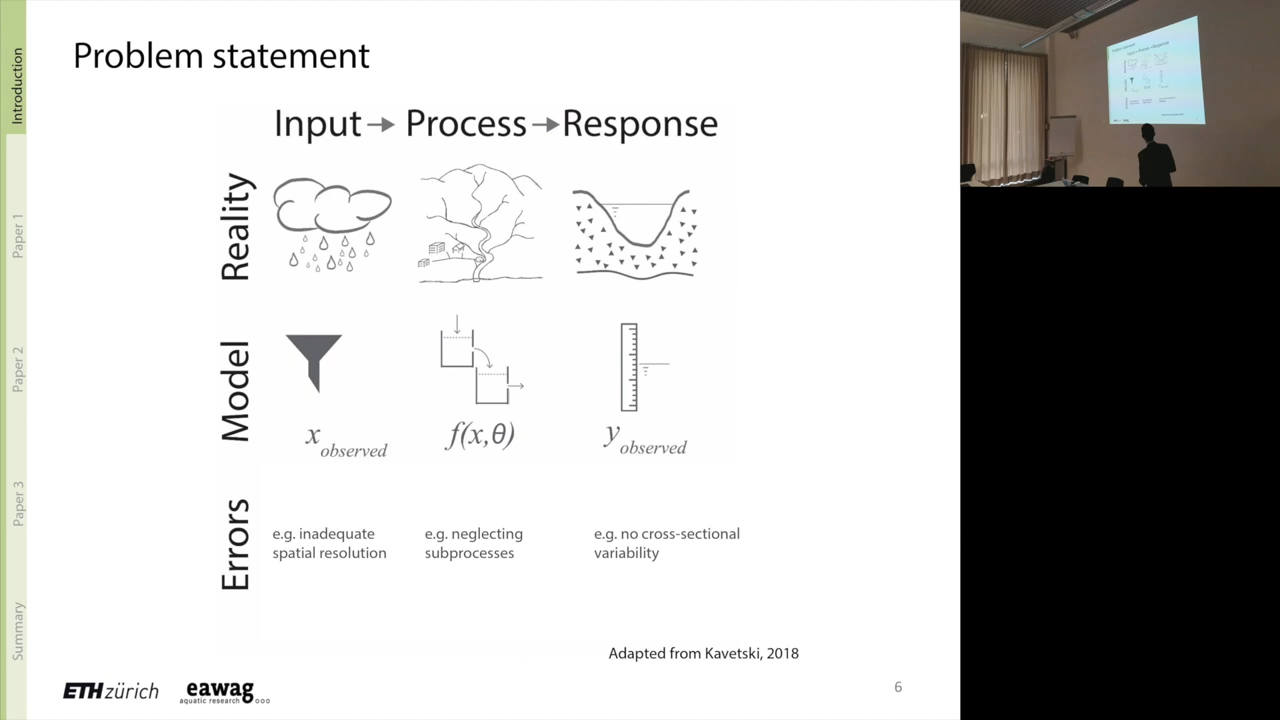 Problem statement
Input → Process → Response
Reality
Model
x observed
f(x,θ)
y observed
Errors
e.g. inadequate
spatial resolution
e.g. neglecting
subprocesses
e.g. no cross-sectional
variability
Adapted from Kavetski, 2018
ETH zürich
eawag
aquatic research
6
Introduction
Paper 1
Paper 2
Paper 3
Summary